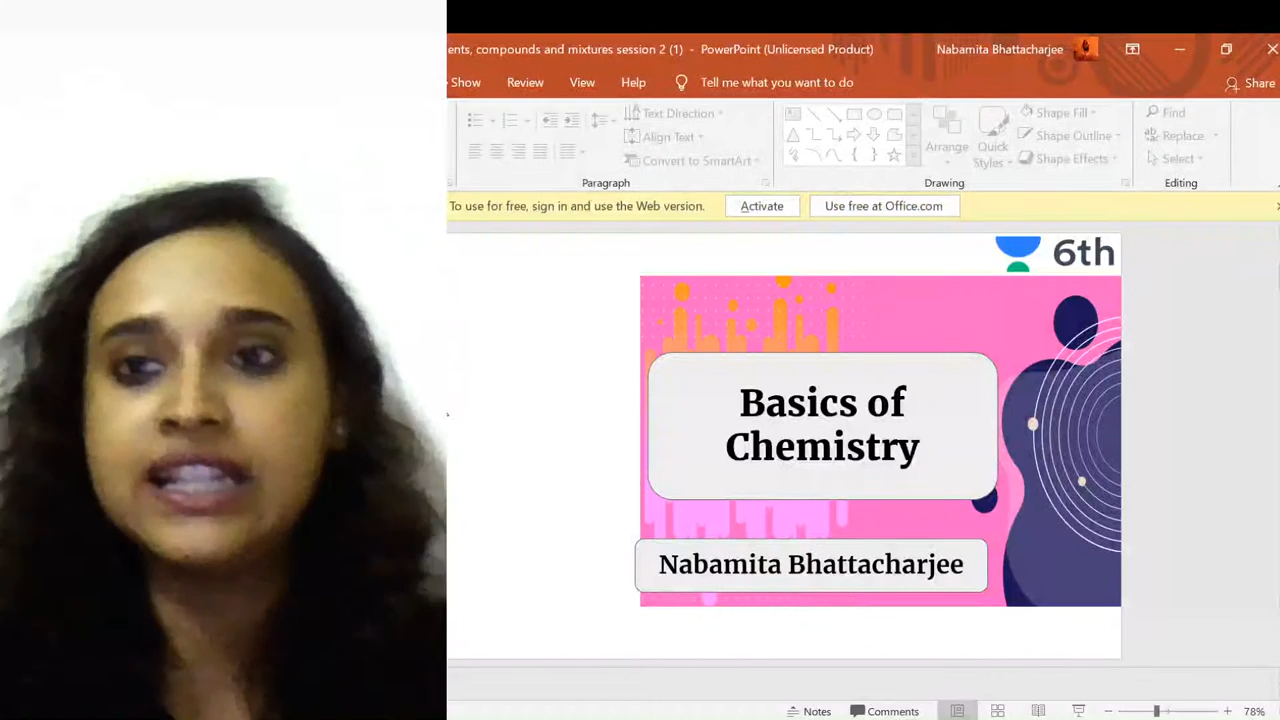 ents, compounds and mixtures session 2 (1) - PowerPoint (Unlicensed Product)
Nabamita Bhattacharjee
Show Review View Help Tell me what you want to do
Share
Text Direction
Align Text
Convert to SmartArt
Paragraph
Arrange
Quick
Styles
Shape Fill
Shape Outline
Shape Effects
Drawing
Find
Replace
Select
Editing
To use for free, sign in and use the Web version.
Activate
Use free at Office.com
6th
Basics of
Chemistry
Nabamita Bhattacharjee
Notes
Comments
78%